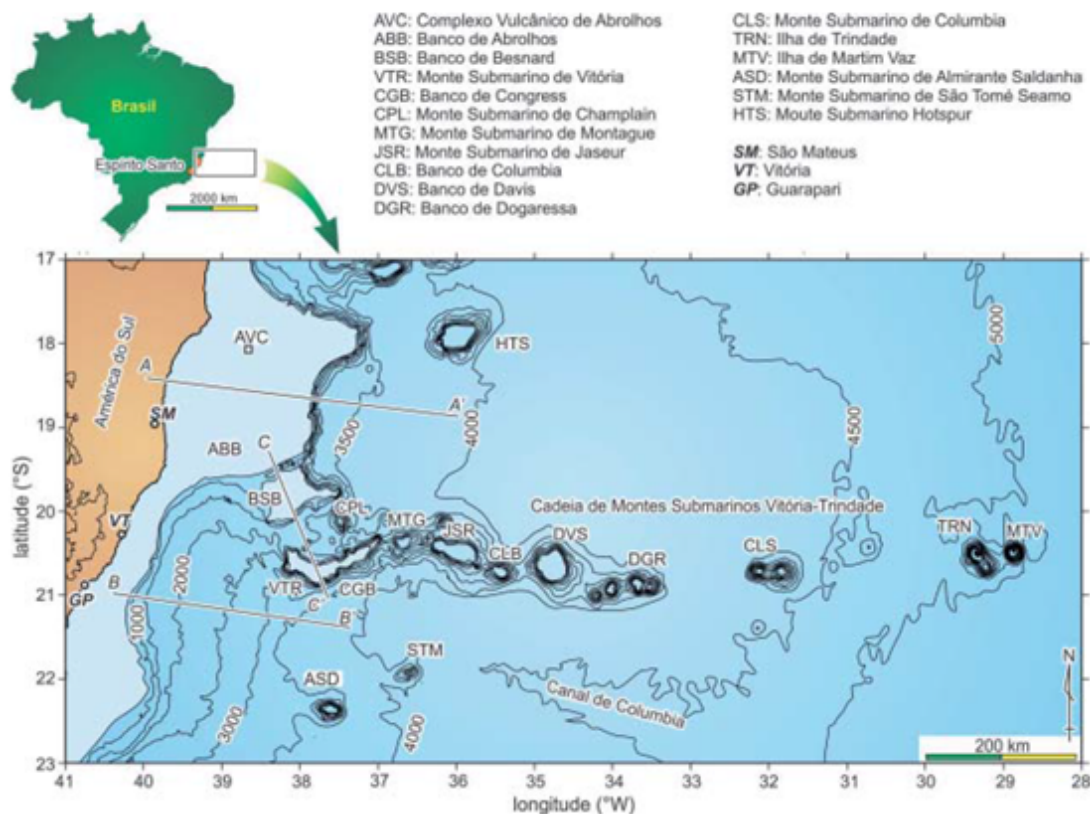 AVC: Complexo Vulcânico de Abrolhos
ABB: Banco de Abrolhos
BSB: Banco de Besnard
VTR: Monte Submarino de Vitória
CGB: Banco de Congress
CPL: Monte Submarino de Champlain
MTG: Monte Submarino de Montague
JSR: Monte Submarino de Jaseur
CLB: Banco de Columbia
DVS: Banco de Davis
DGR: Banco de Dogaressa
CLS: Monte Submarino de Columbia
TRN: Ilha de Trindade
MTV: Ilha de Martim Vaz
ASD: Monte Submarino de Almirante Saldanha
STM: Monte Submarino de São Tomé Seamo
HTS: Moute Submarino Hotspur
SM: São Mateus
VT: Vitória
GP: Guarapari
Brasil
Espínto Santo
2000 km
17
18
19
20
21
22
23
latitude (°S)
América do Sul
AVC
HTS
A
A'
SM
ABB
C
3500
4000
4500
5000
BSB
CPL
Cadeia de Montes Submarinos Vitória-Trindade
VT
MTG
JSR
DVS
CLB
DGR
CLS
TRN
MTV
2000
VTR
CGB
C'
B
B'
GP
1000
STM
ASD
3000
4000
Canal de Columbia
N
200 km
41
40
39
38
37
36
35
34
33
32
31
30
29
28
longitude (°W)